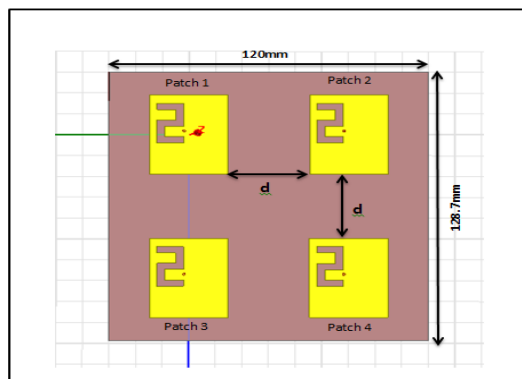 120mm
Patch 1
Patch 2
Z
d
d
128.7mm
Patch 3
Patch 4